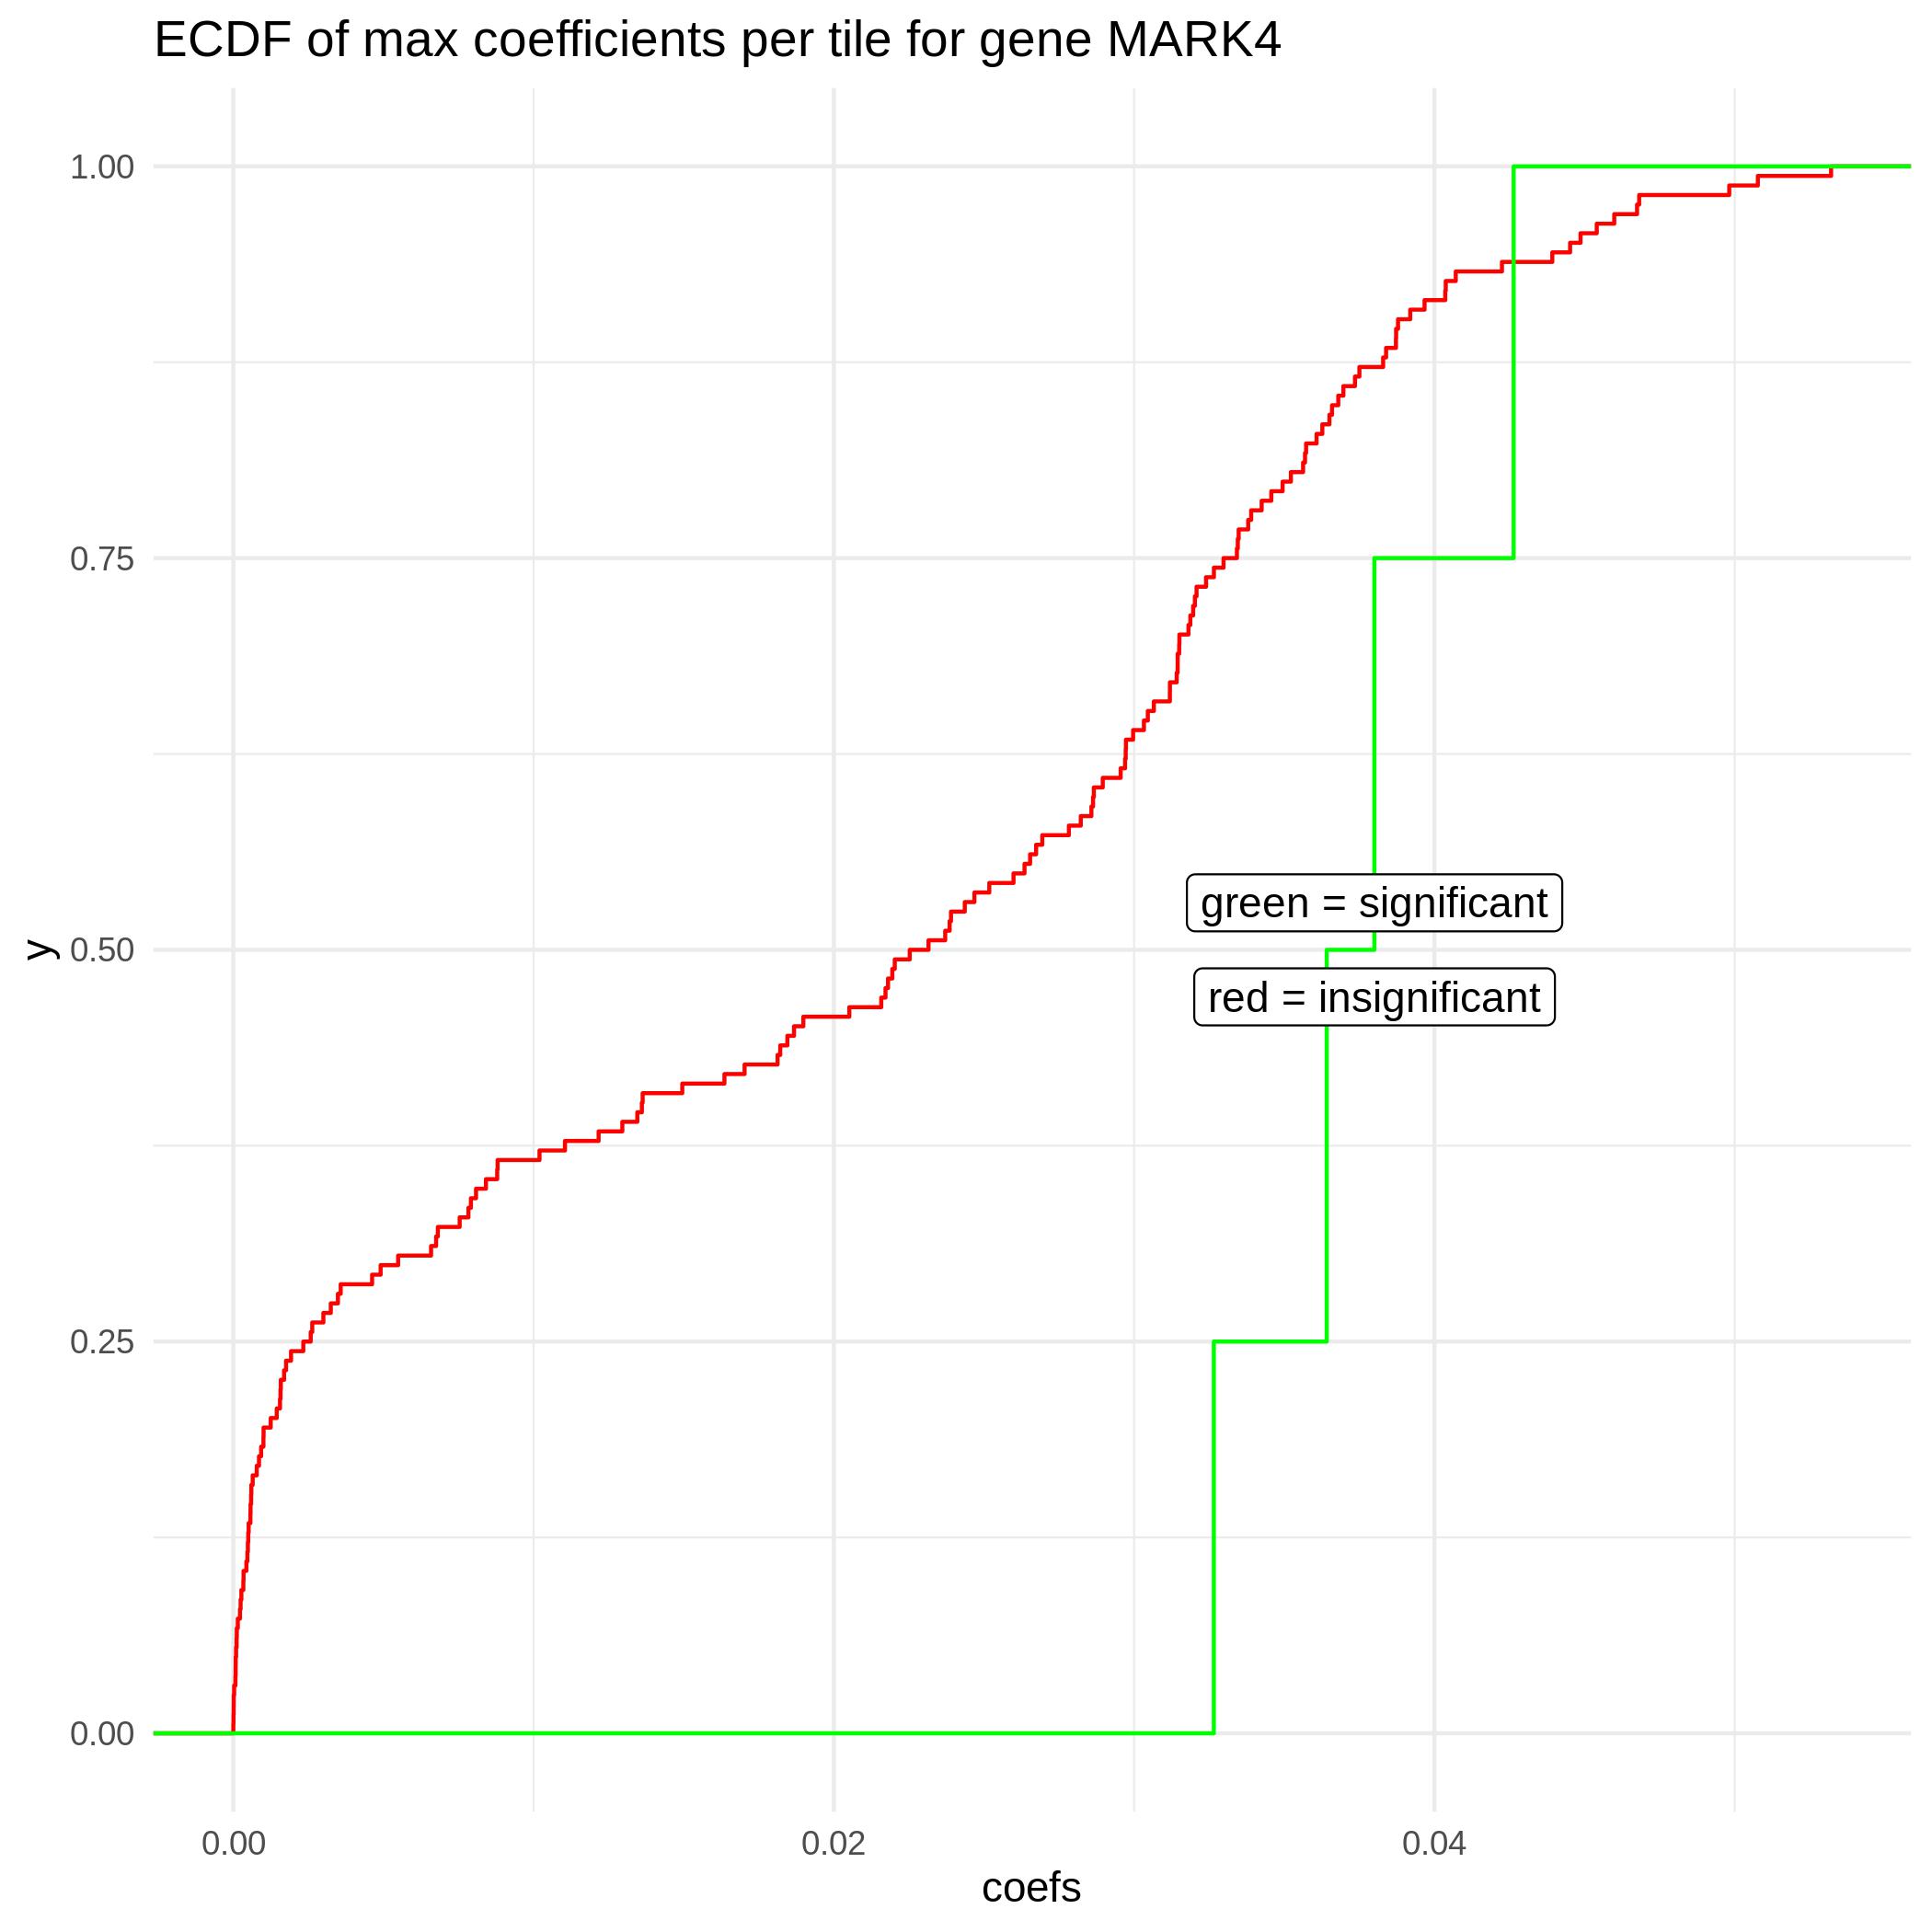 ECDF of max coefficients per tile for gene MARK4
1.00
0.75
0.50
0.25
0.00
y
green = significant
red = insignificant
0.00 0.02 0.04
coefs